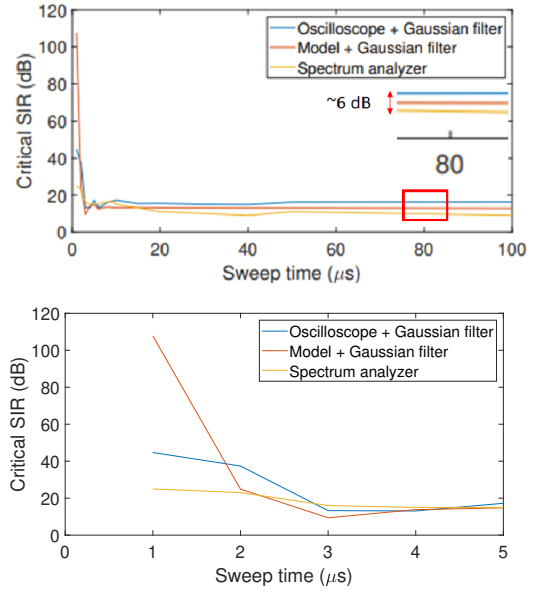 120
100
80
60
40
20
0
Critical SIR (dB)
Oscilloscope + Gaussian filter
Model + Gaussian filter
Spectrum analyzer
~6 dB
80
0 20 40 60 80 100
Sweep time (μs)
120
100
80
60
40
20
0
Critical SIR (dB)
Oscilloscope + Gaussian filter
Model + Gaussian filter
Spectrum analyzer
0 1 2 3 4 5
Sweep time (μs)